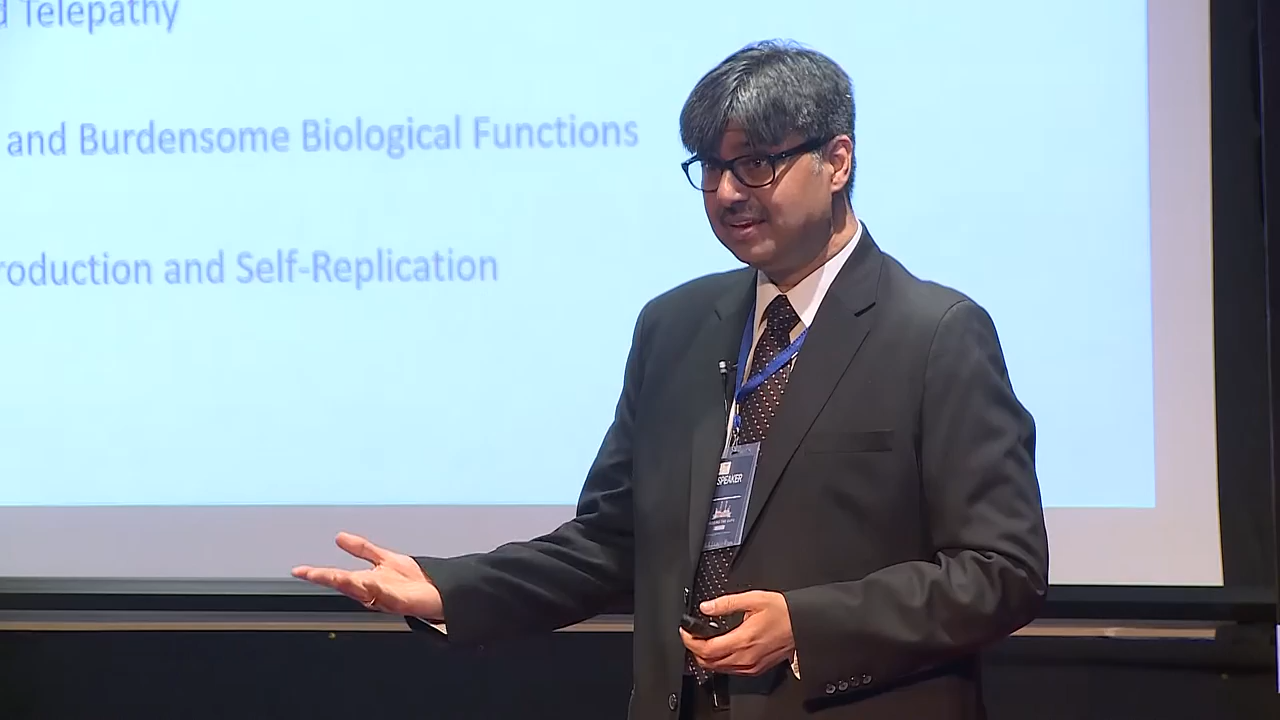 d Telepathy
and Burdensome Biological Functions
roduction and Self-Replication
SPEAKER